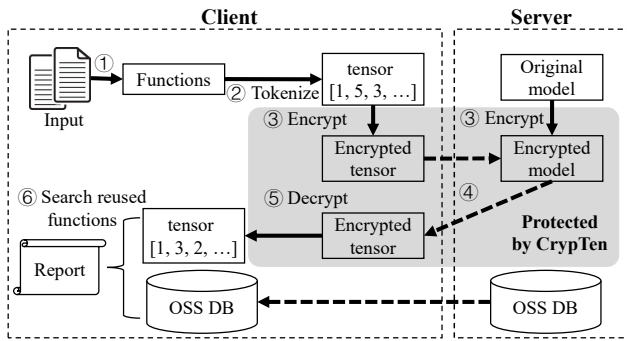 Client
Server
①
Input
Functions
② Tokenize
tensor
[1, 5, 3, …]
Original
model
③ Encrypt
③ Encrypt
Encrypted
tensor
Encrypted
model
④
⑤ Decrypt
Encrypted
tensor
Protected
by CrypTen
⑥ Search reused
functions
tensor
[1, 3, 2, …]
Report
OSS DB
OSS DB